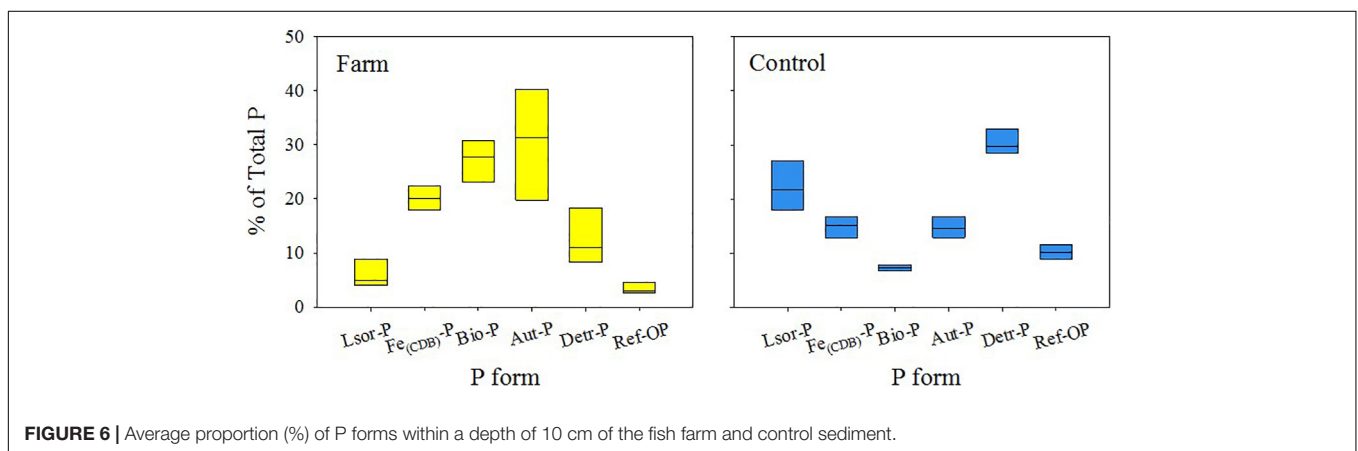 50
40
30
20
10
0
% of Total P
Farm
Control
Lsor-P
Fe(CDB)-P
Bio-P
Aut-P
Detr-P
Ref-OP
Lsor-P
Fe(CDB)-P
Bio-P
Aut-P
Detr-P
Ref-OP
P form
P form
FIGURE 6 | Average proportion (%) of P forms within a depth of 10 cm of the fish farm and control sediment.